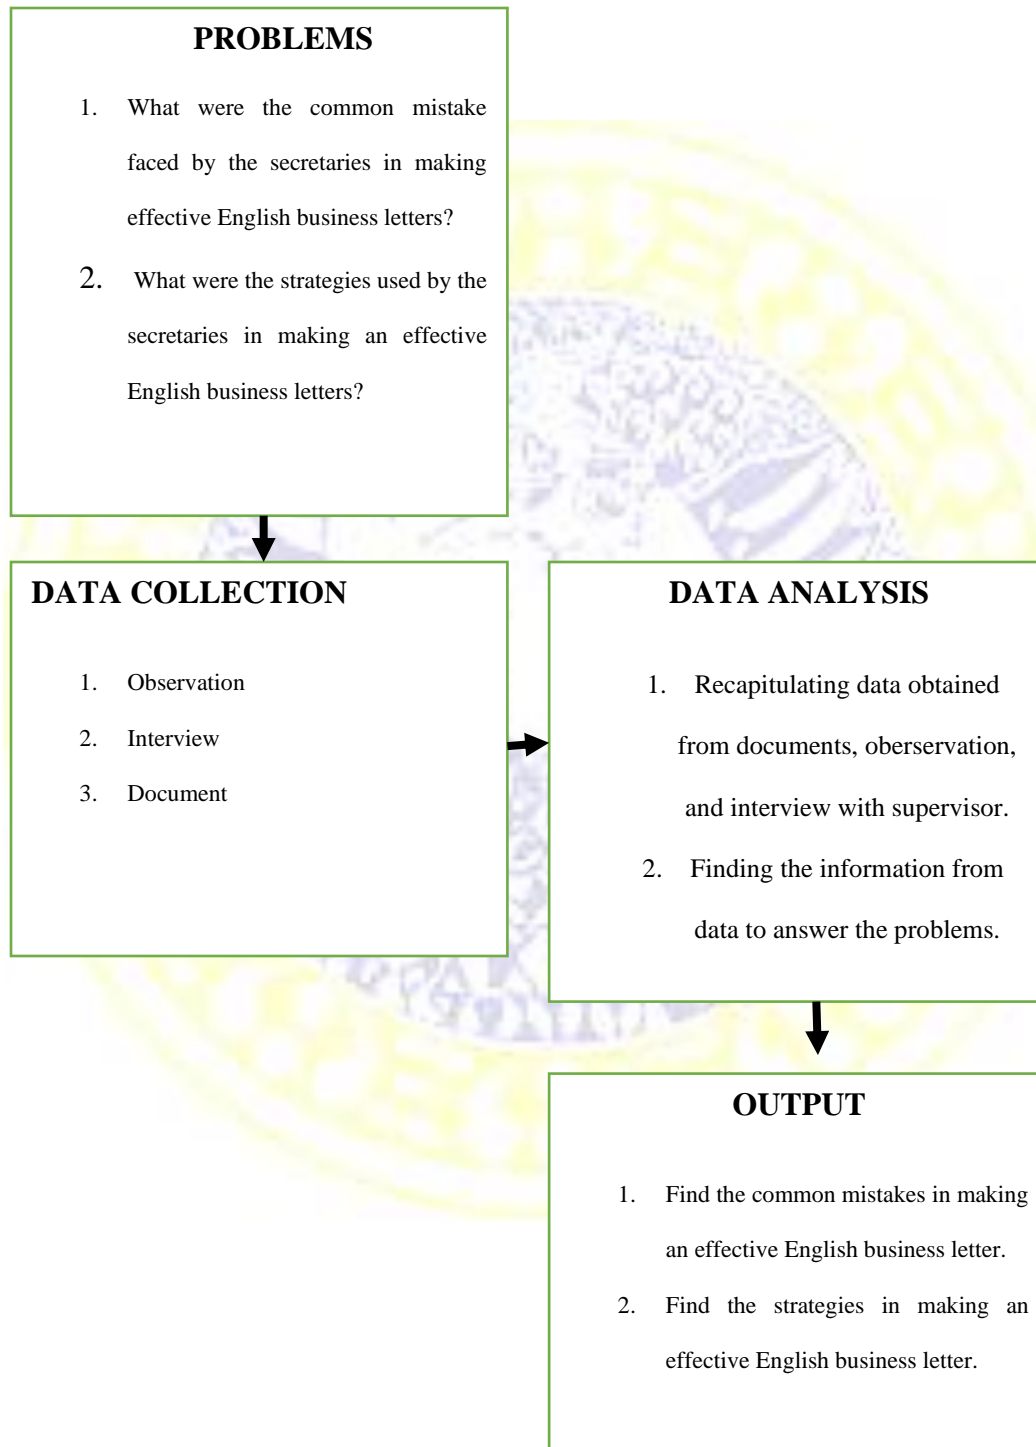 PROBLEMS
1. What were the common mistake
faced by the secretaries in making
effective English business letters?
2. What were the strategies used by the
secretaries in making an effective
English business letters?
DATA COLLECTION
1. Observation
2. Interview
3. Document
DATA ANALYSIS
1. Recapitulating data obtained
from documents, oberservation,
and interview with supervisor.
2. Finding the information from
data to answer the problems.
OUTPUT
1. Find the common mistakes in making
an effective English business letter.
2. Find the strategies in making an
effective English business letter.